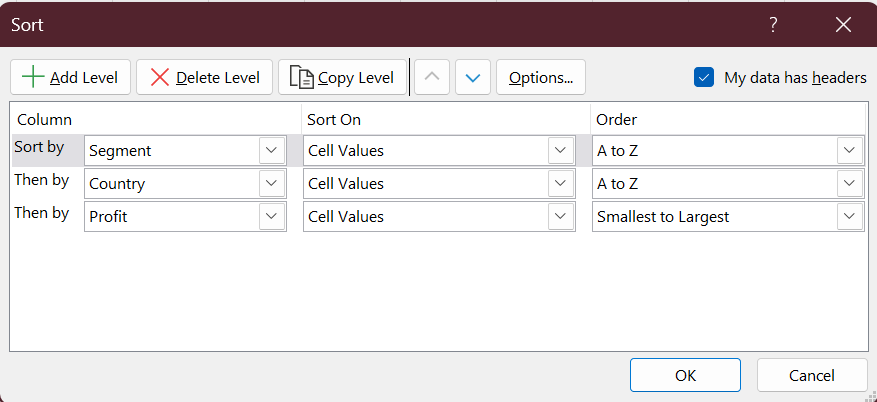 Sort ?
Add Level Delete Level Copy Level Options... My data has headers
Column Sort On Order
Sort by Segment Cell Values A to Z
Then by Country Cell Values A to Z
Then by Profit Cell Values Smallest to Largest
OK Cancel